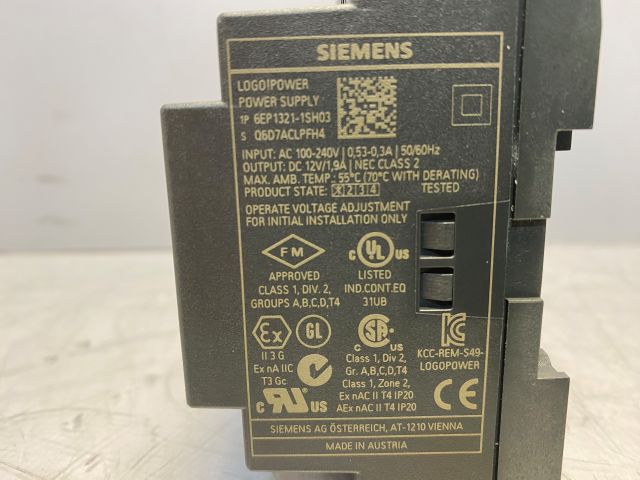 SIEMENS
LOGO!POWER
POWER SUPPLY
1P 6EP1321-1SH03
S Q6D7ACLPFH4
INPUT: AC 100-240V | 0,53-0,3A | 50/60Hz
OUTPUT: DC 12V/1,9A | NEC CLASS 2
MAX. AMB. TEMP.: 55°C (70°C WITH DERATING)
PRODUCT STATE: X 2 3 4 TESTED
OPERATE VOLTAGE ADJUSTMENT
FOR INITIAL INSTALLATION ONLY
FM
APPROVED
CLASS 1, DIV. 2,
GROUPS A,B,C,D,T4
C UL US
LISTED
IND.CONT.EQ
31UB
Ex GL
II 3 G
Ex nA IIC
T3 Gc
C UR US
C SA US
Class 1, Div 2,
Gr. A,B,C,D,T4
Class 1, Zone 2,
Ex nAC II T4 IP20
AEx nAC II T4 IP20
KCC-REM-S49-
LOGOPOWER
CE
SIEMENS AG ÖSTERREICH, AT-1210 VIENNA
MADE IN AUSTRIA